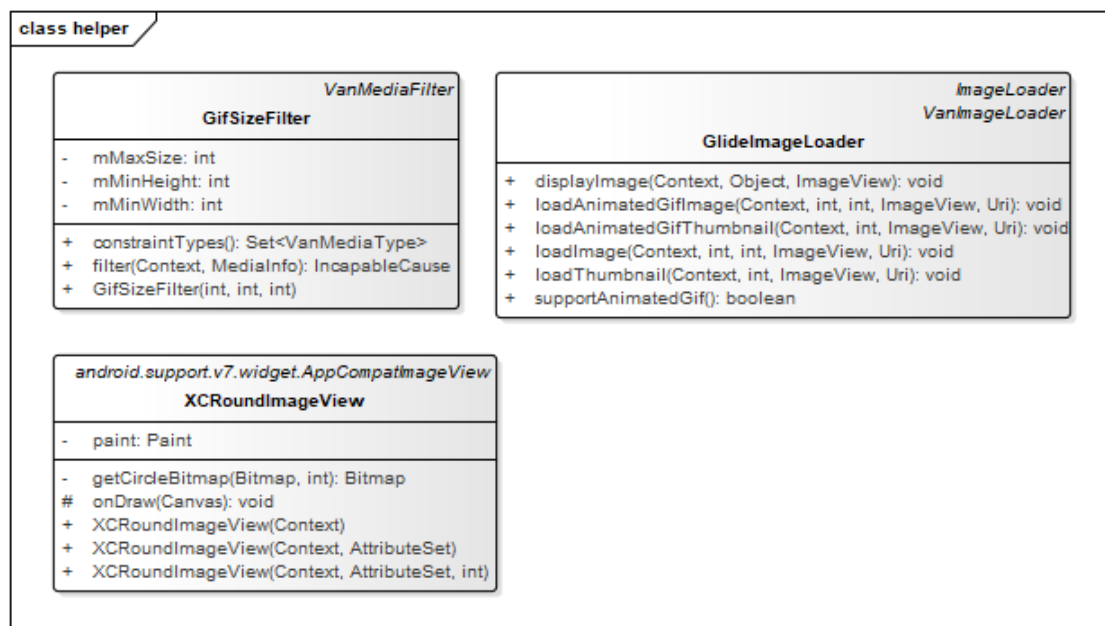 class helper
VanMediaFilter
GifSizeFilter
- mMaxSize: int
- mMinHeight: int
- mMinWidth: int
+ constraintTypes(): Set<VanMediaType>
+ filter(Context, MediaInfo): IncapableCause
+ GifSizeFilter(int, int, int)
ImageLoader
VanImageLoader
GlideImageLoader
+ displayImage(Context, Object, ImageView): void
+ loadAnimatedGifImage(Context, int, int, ImageView, Uri): void
+ loadAnimatedGifThumbnail(Context, int, ImageView, Uri): void
+ loadImage(Context, int, int, ImageView, Uri): void
+ loadThumbnail(Context, int, ImageView, Uri): void
+ supportAnimatedGif(): boolean
android.support.v7.widget.AppCompatImageView
XCRoundImageView
- paint: Paint
- getCircleBitmap(Bitmap, int): Bitmap
# onDraw(Canvas): void
+ XCRoundImageView(Context)
+ XCRoundImageView(Context, AttributeSet)
+ XCRoundImageView(Context, AttributeSet, int)